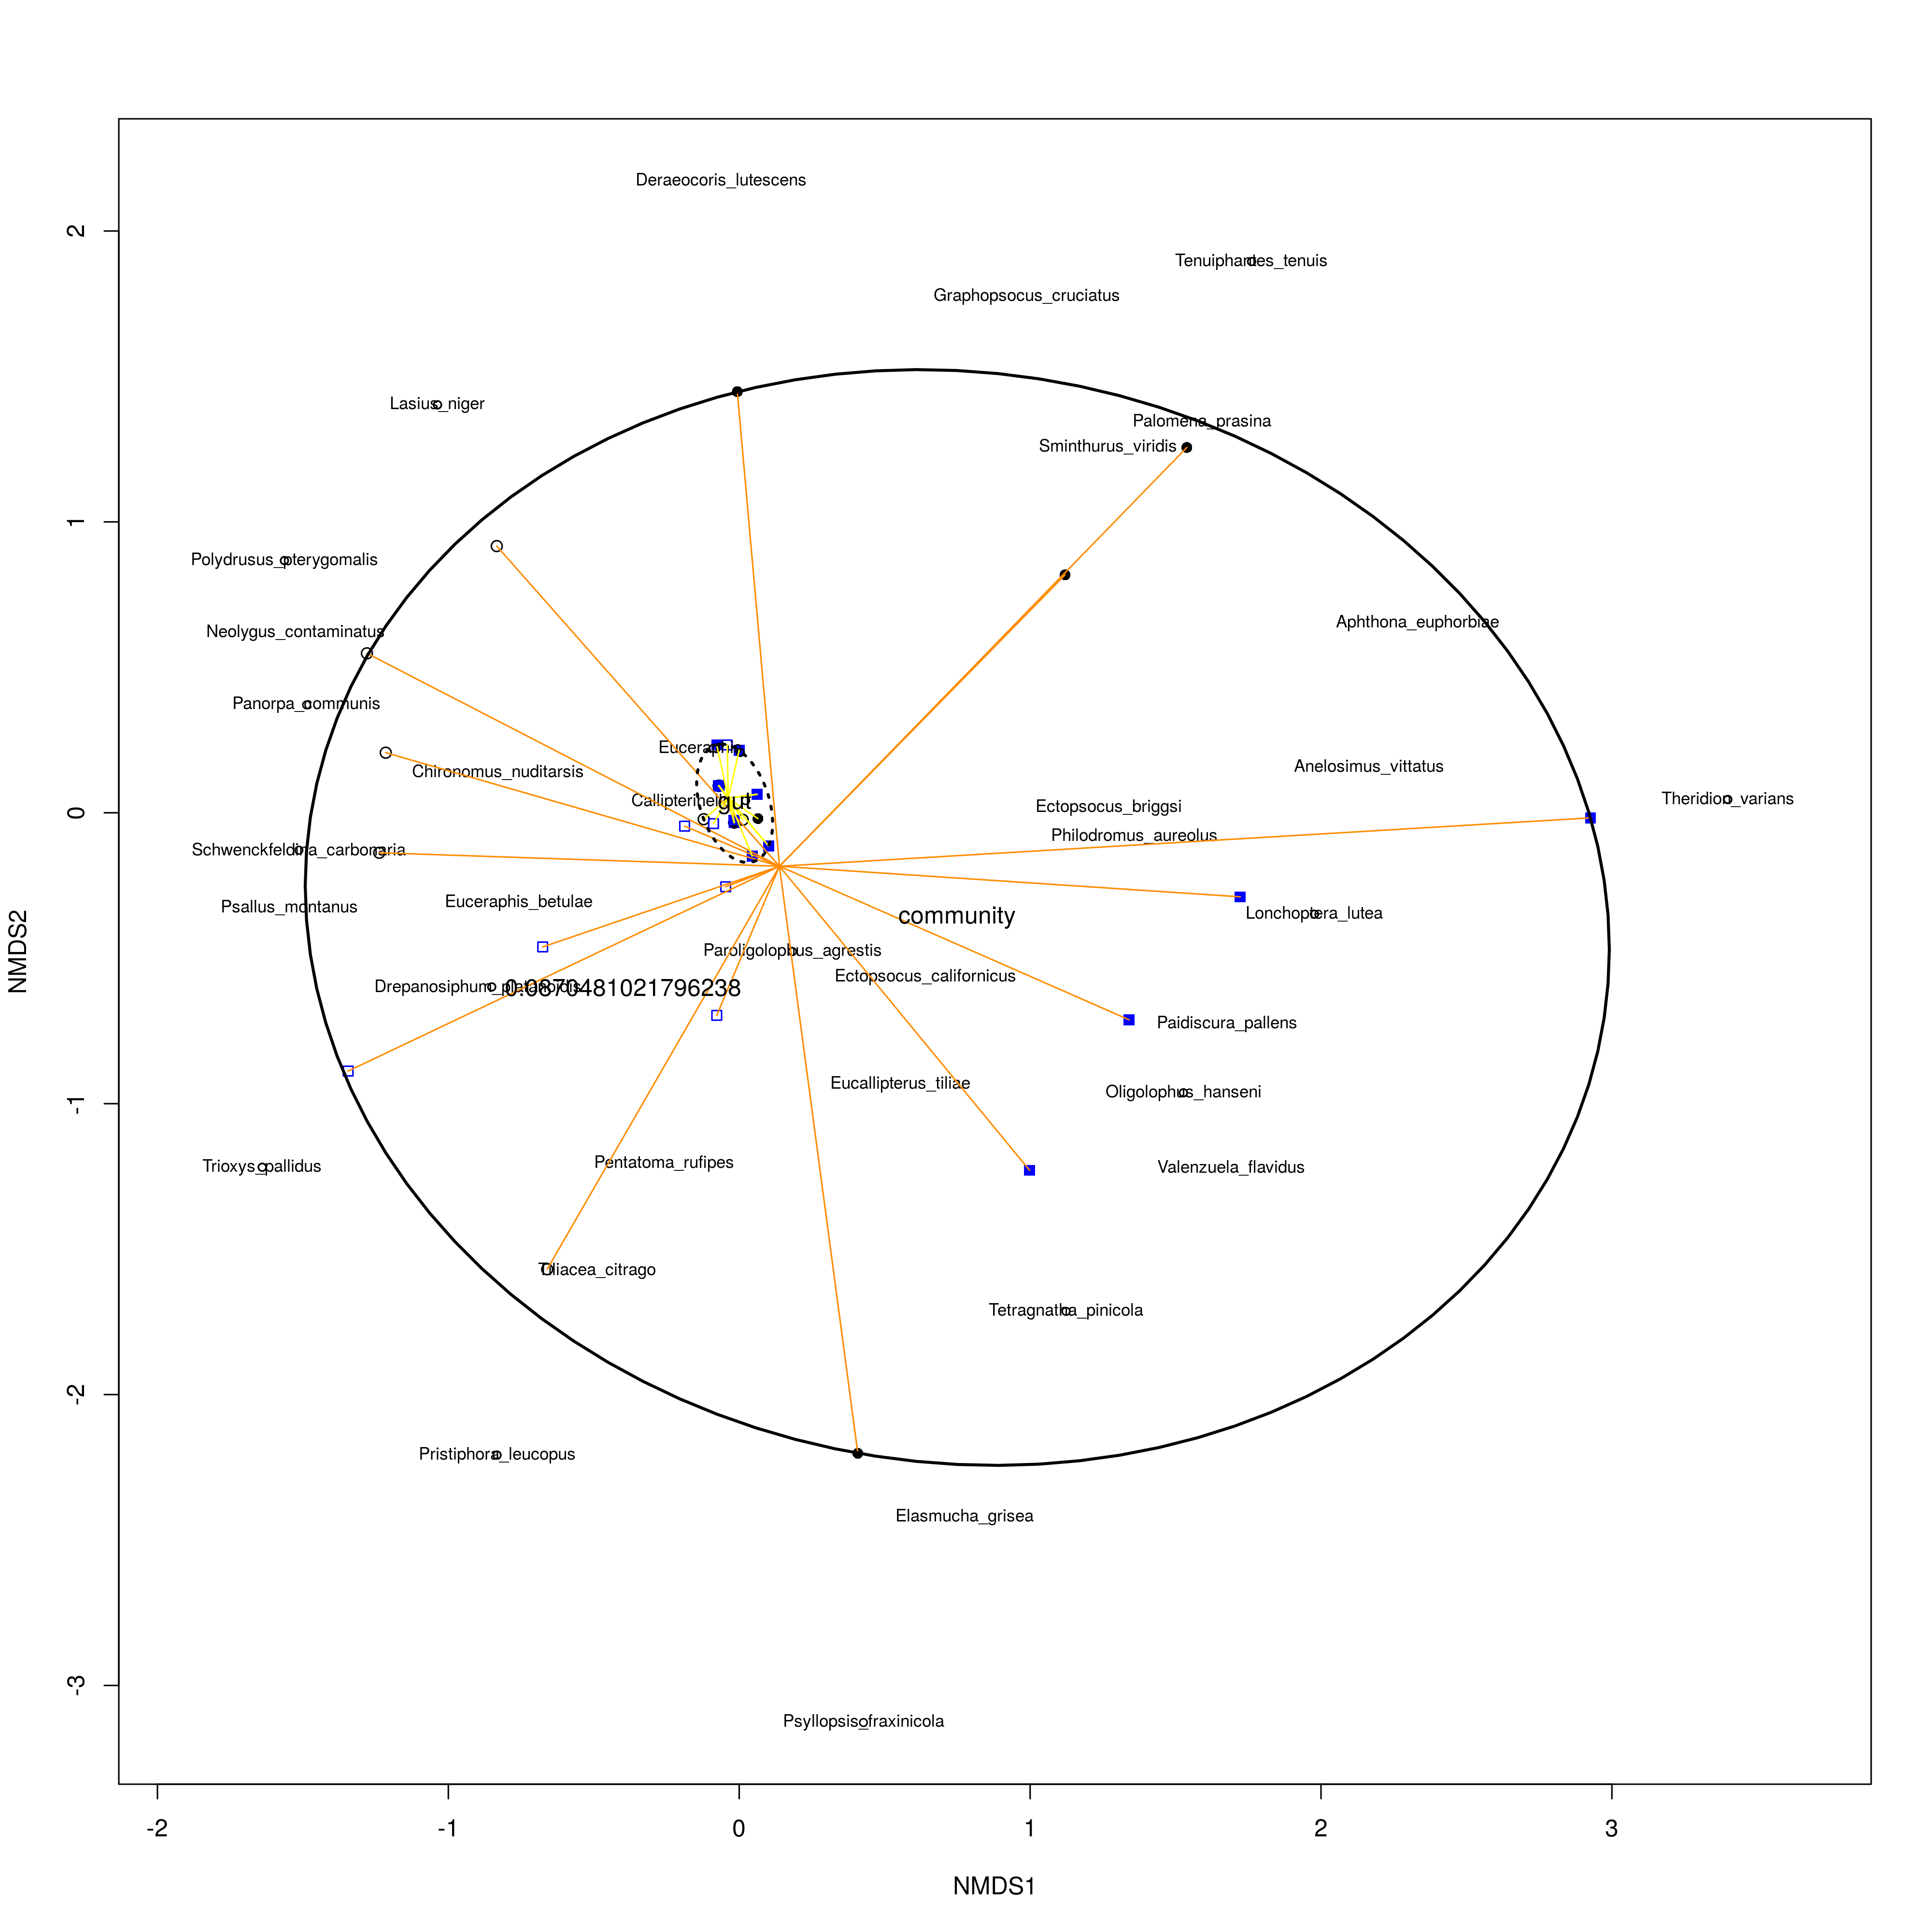 Deraeocoris_lutescens
Tenuiphantes_tenuis
2
Graphopsocus_cruciatus
Lasius_niger
Palomena_prasina
Sminthurus_viridis
1
Polydrusus_pterygomalis
Aphthona_euphorbiae
Neolygus_contaminatus
Panorpa_communis
Anelosimus_vittatus
Chironomus_nuditarsis
Theridion_varians
gut
Ectopsocus_briggsi
0
Philodromus_aureolus
Schwenckfeldina_carbonaria
Euceraphis_betulae
Psallus_montanus
community
Lonchoptera_lutea
NMDS2
Paroligolophus_agrestis
Ectopsocus_californicus
Drepanosiphum_platanoidis
0.0870481021796238
Paidiscura_pallens
Eucallipterus_tiliae
Oligolophus_hanseni
-1
Pentatoma_rufipes
Trioxys_pallidus
Valenzuela_flavidus
Tiliacea_citrago
Tetragnatha_pinicola
-2
Pristiphora_leucopus
Elasmucha_grisea
-3
Psyllopsis_fraxinicola
-2 -1 0 1 2 3
NMDS1